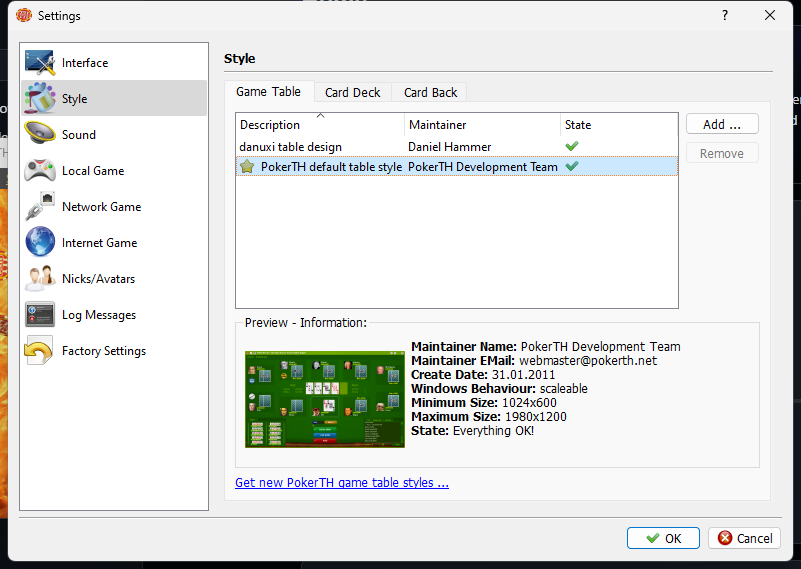 Settings
?
Interface
Style
Sound
Local Game
Network Game
Internet Game
Nicks/Avatars
Log Messages
Factory Settings
Style
Game Table
Card Deck
Card Back
Description
Maintainer
State
danuxi table design
Daniel Hammer
PokerTH default table style
PokerTH Development Team
Add ...
Remove
Preview - Information:
Maintainer Name: PokerTH Development Team
Maintainer EMail: webmaster@pokerth.net
Create Date: 31.01.2011
Windows Behaviour: scaleable
Minimum Size: 1024x600
Maximum Size: 1980x1200
State: Everything OK!
Get new PokerTH game table styles ...
OK
Cancel